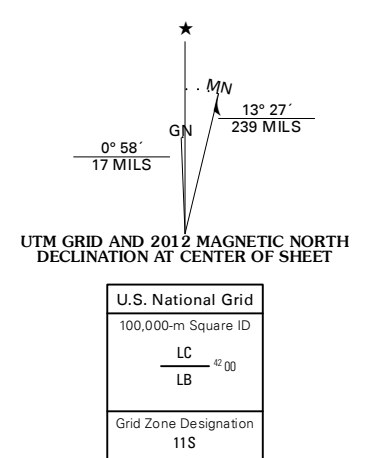 ★
MN
13° 27´
239 MILS
GN
0° 58´
17 MILS
UTM GRID AND 2012 MAGNETIC NORTH
DECLINATION AT CENTER OF SHEET
U.S. National Grid
100,000-m Square ID
LC
42 00
LB
Grid Zone Designation
11S